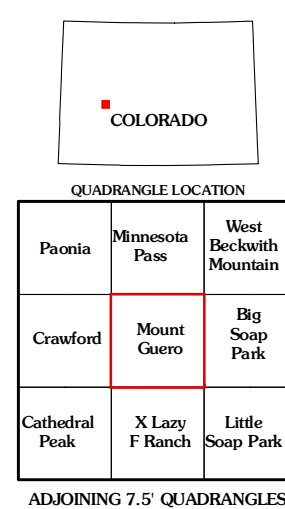 COLORADO
QUADRANGLE LOCATION
Paonia
Minnesota
Pass
West
Beckwith
Mountain
Crawford
Mount
Guero
Big
Soap
Park
Cathedral
Peak
X Lazy
F Ranch
Little
Soap Park
ADJOINING 7.5' QUADRANGLES